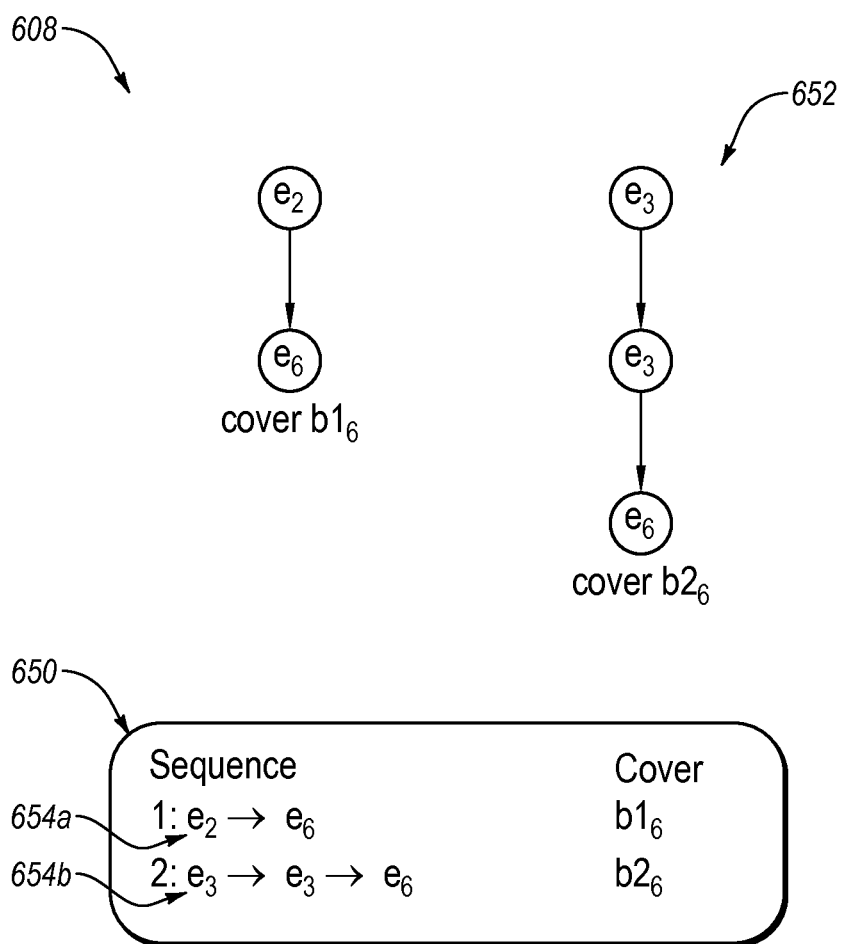 608
652
e₂
e₃
e₆
e₃
cover b1₆
e₆
cover b2₆
650
Sequence Cover
654a 1: e₂ → e₆ b1₆
654b 2: e₃ → e₃ → e₆ b2₆